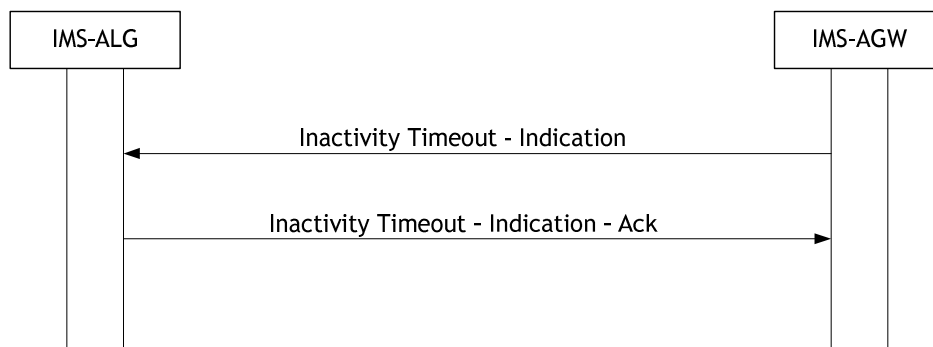 IMS-ALG
IMS-AGW
Inactivity Timeout - Indication
Inactivity Timeout – Indication – Ack